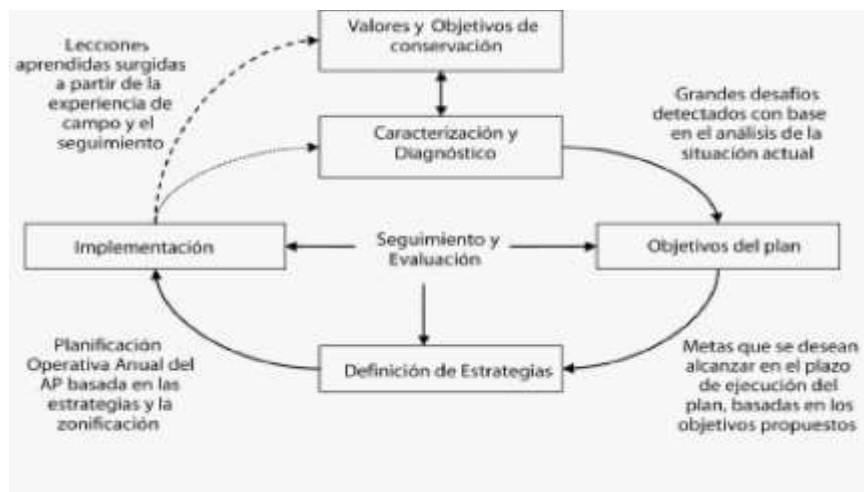 Valores y Objetivos de
conservación
Lecciones
aprendidas surgidas
a partir de la
experiencia de
campo y el
seguimiento
Caracterización y
Diagnóstico
Grandes desafíos
detectados con base
en el análisis de la
situación actual
Implementación
Seguimiento y
Evaluación
Objetivos del plan
Planificación
Operativa Anual del
AP basada en las
estrategias y la
zonificación
Definición de Estrategias
Metas que se desean
alcanzar en el plazo
de ejecución del
plan, basadas en los
objetivos propuestos